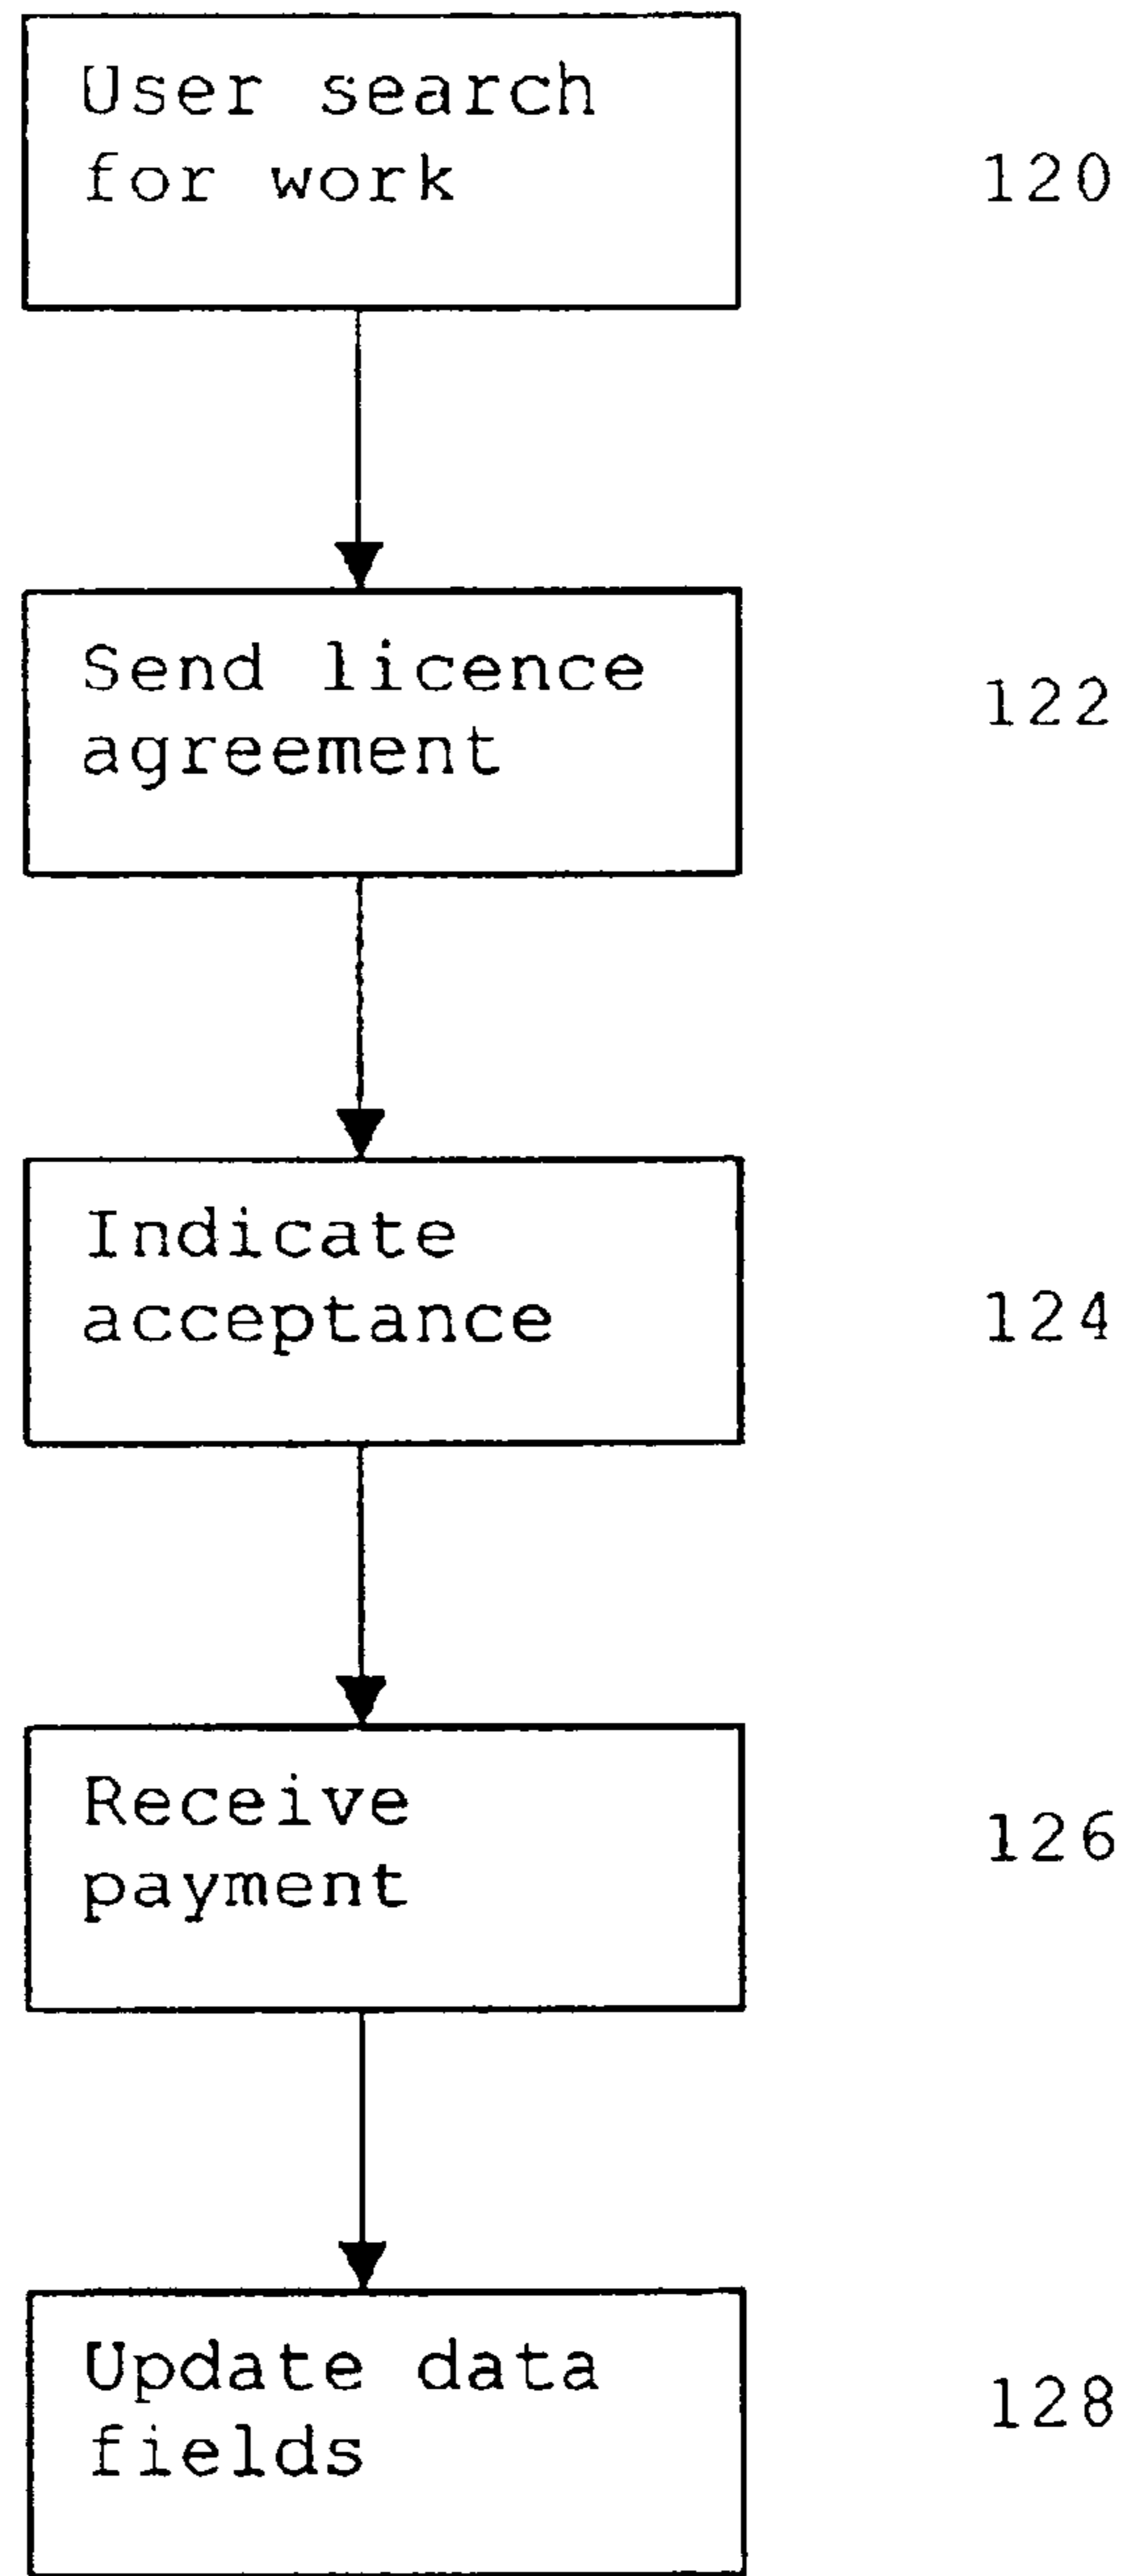 User search
for work
120
Send licence
agreement
122
Indicate
acceptance
124
Receive
payment
126
Update data
fields
128